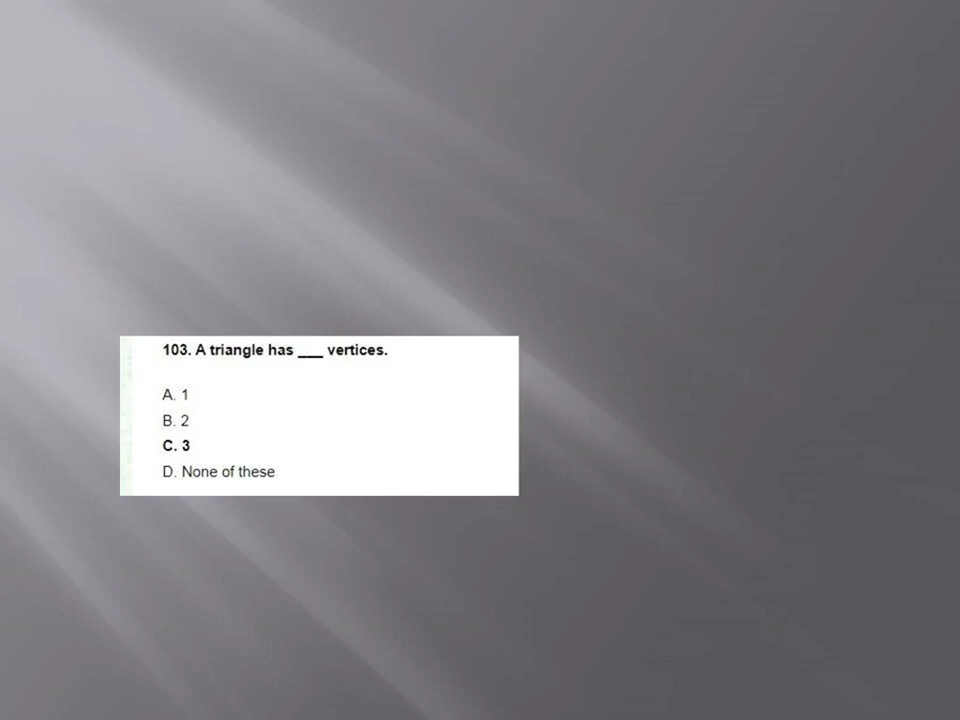 103. A triangle has ___ vertices.
A. 1
B. 2
C. 3
D. None of these